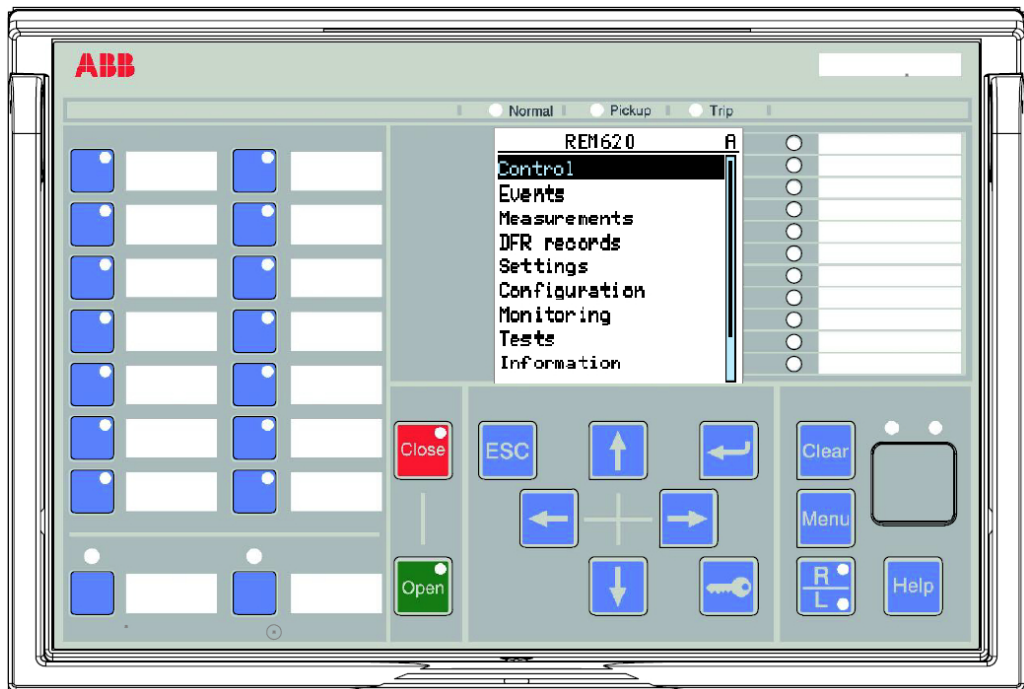 ABB
Normal Pickup Trip
REM620 A
Control
Events
Measurements
DFR records
Settings
Configuration
Monitoring
Tests
Information
Close ESC Clear
Menu
Open R L Help